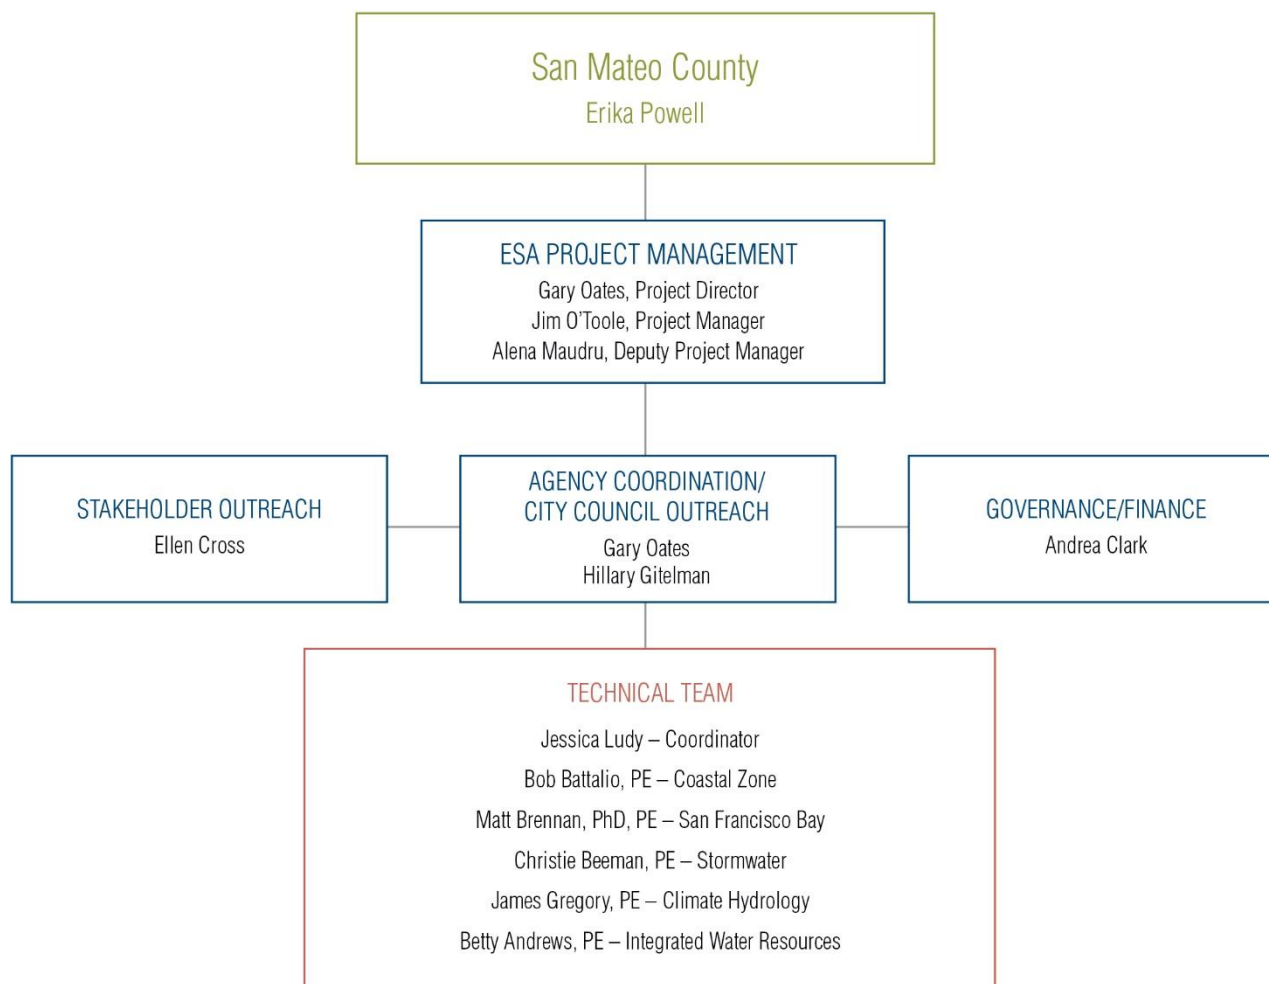 San Mateo County
Erika Powell
ESA PROJECT MANAGEMENT
Gary Oates, Project Director
Jim O’Toole, Project Manager
Alena Maudru, Deputy Project Manager
STAKEHOLDER OUTREACH
Ellen Cross
AGENCY COORDINATION/
CITY COUNCIL OUTREACH
Gary Oates
Hillary Gitelman
GOVERNANCE/FINANCE
Andrea Clark
TECHNICAL TEAM
Jessica Ludy – Coordinator
Bob Battalio, PE – Coastal Zone
Matt Brennan, PhD, PE – San Francisco Bay
Christie Beeman, PE – Stormwater
James Gregory, PE – Climate Hydrology
Betty Andrews, PE – Integrated Water Resources